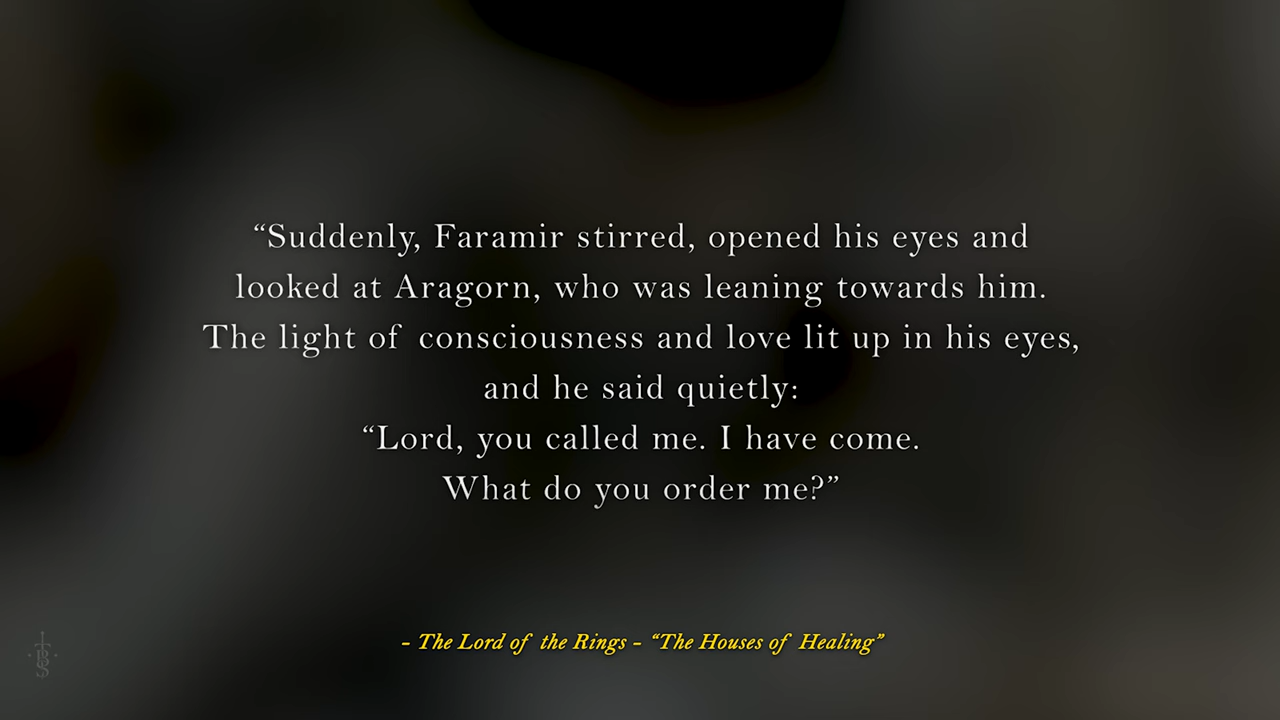 “Suddenly, Faramir stirred, opened his eyes and
looked at Aragorn, who was leaning towards him.
The light of consciousness and love lit up in his eyes,
and he said quietly:
“Lord, you called me. I have come.
What do you order me?”
- The Lord of the Rings - “The Houses of Healing”